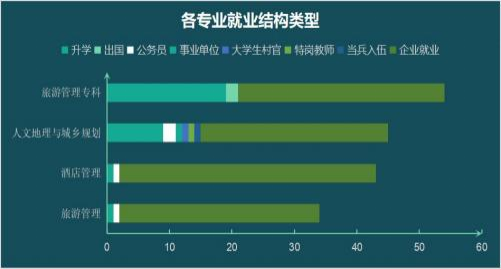 各专业就业结构类型
升学 出国 公务员 事业单位 大学生村官 特岗教师 当兵入伍 企业就业
旅游管理专科
人文地理与城乡规划
酒店管理
旅游管理
0 10 20 30 40 50 60